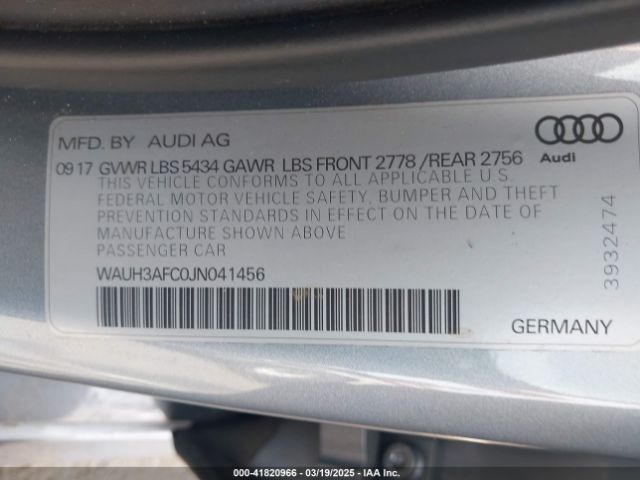 MFD. BY AUDI AG
09 17 GVWR LBS 5434 GAWR LBS FRONT 2778 /REAR 2756
Audi
THIS VEHICLE CONFORMS TO ALL APPLICABLE U.S.
FEDERAL MOTOR VEHICLE SAFETY, BUMPER AND THEFT
PREVENTION STANDARDS IN EFFECT ON THE DATE OF
MANUFACTURE SHOWN ABOVE
PASSENGER CAR
WAUH3AFC0JN041456
3932474
GERMANY
000-41820966 - 03/19/2025 - IAA Inc.